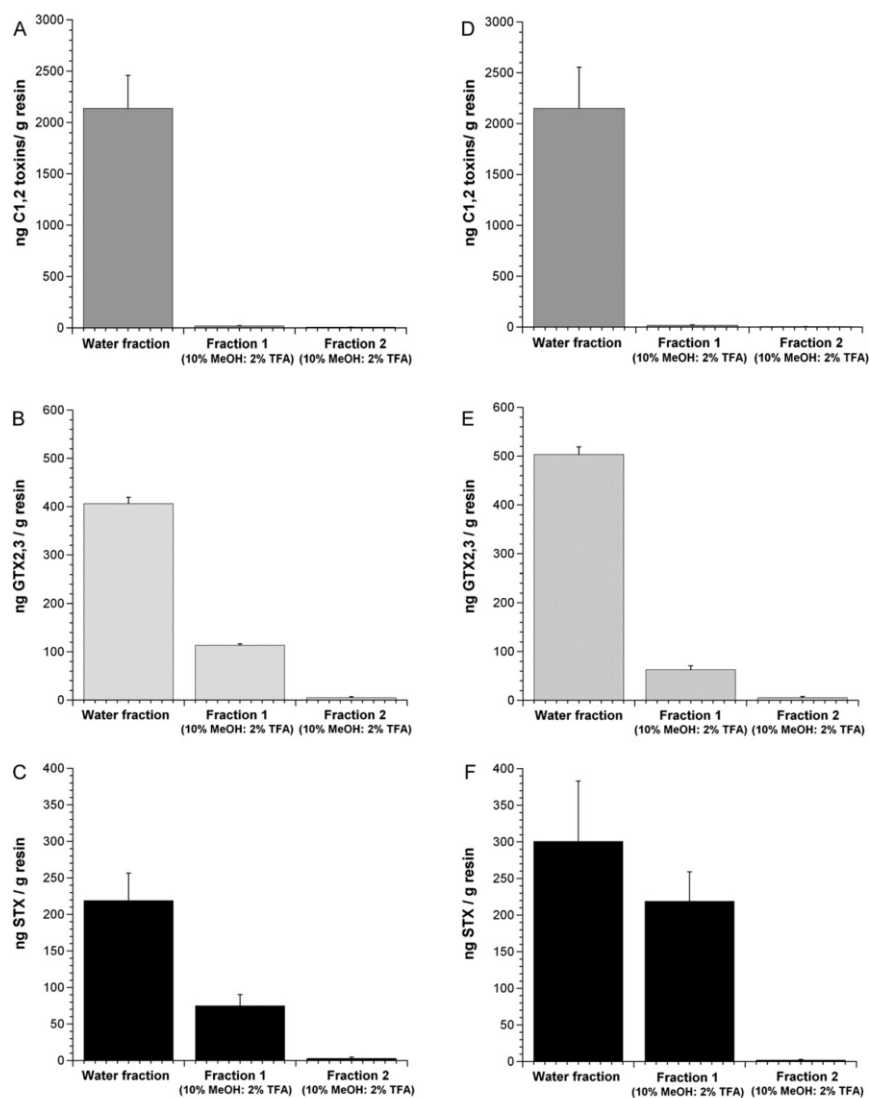 A
ng C1,2 toxins/ g resin
3000
2500
2000
1500
1000
500
0
Water fraction
Fraction 1
(10% MeOH: 2% TFA)
Fraction 2
(10% MeOH: 2% TFA)
D
ng C1,2 toxins/ g resin
3000
2500
2000
1500
1000
500
0
Water fraction
Fraction 1
(10% MeOH: 2% TFA)
Fraction 2
(10% MeOH: 2% TFA)
B
ng GTX2,3 / g resin
600
500
400
300
200
100
0
Water fraction
Fraction 1
(10% MeOH: 2% TFA)
Fraction 2
(10% MeOH: 2% TFA)
E
ng GTX2,3 / g resin
600
500
400
300
200
100
0
Water fraction
Fraction 1
(10% MeOH: 2% TFA)
Fraction 2
(10% MeOH: 2% TFA)
C
ng STX / g resin
400
350
300
250
200
150
100
50
0
Water fraction
Fraction 1
(10% MeOH: 2% TFA)
Fraction 2
(10% MeOH: 2% TFA)
F
ng STX / g resin
400
350
300
250
200
150
100
50
0
Water fraction
Fraction 1
(10% MeOH: 2% TFA)
Fraction 2
(10% MeOH: 2% TFA)